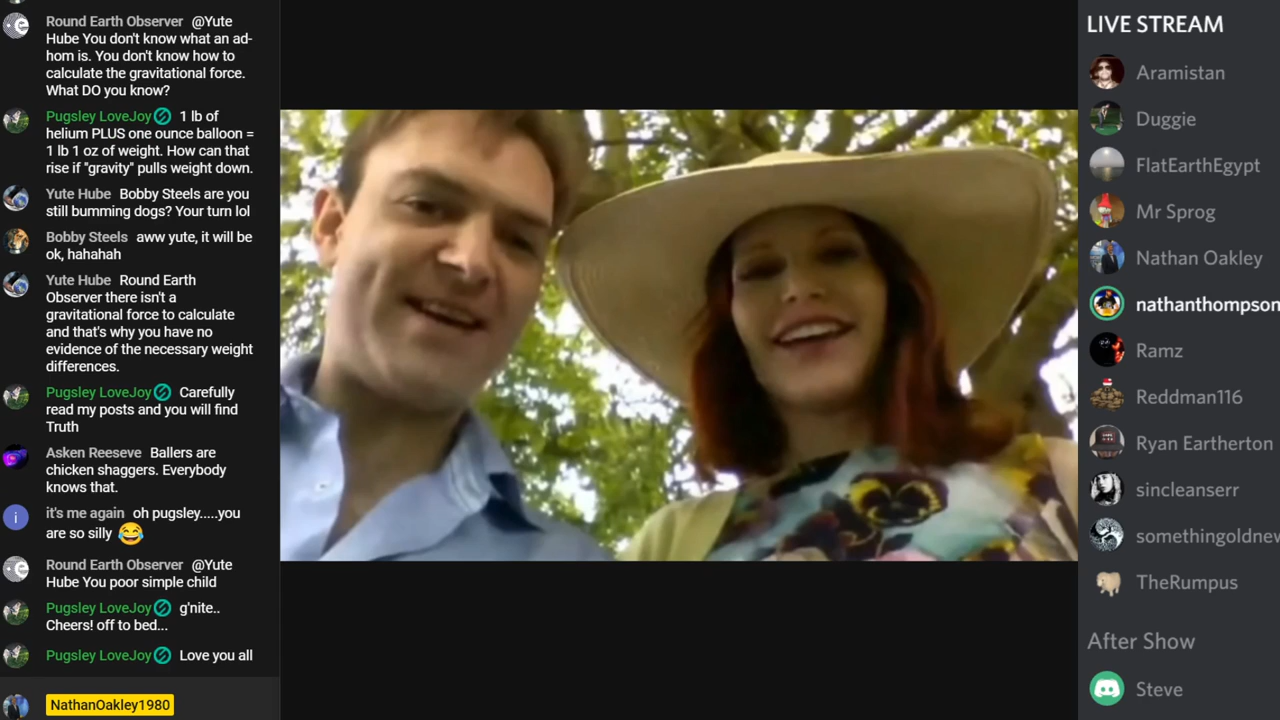 Round Earth Observer @Yute
Hube You don't know what an ad-
hom is. You don't know how to
calculate the gravitational force.
What DO you know?
Pugsley LoveJoy 1 lb of
helium PLUS one ounce balloon =
1 lb 1 oz of weight. How can that
rise if "gravity" pulls weight down.
Yute Hube Bobby Steels are you
still bumming dogs? Your turn lol
Bobby Steels aww yute, it will be
ok, hahahah
Yute Hube Round Earth
Observer there isn't a
gravitational force to calculate
and that's why you have no
evidence of the necessary weight
differences.
Pugsley LoveJoy Carefully
read my posts and you will find
Truth
Asken Reeseve Ballers are
chicken shaggers. Everybody
knows that.
i
it's me again oh pugsley.....you
are so silly 😂
Round Earth Observer @Yute
Hube You poor simple child
Pugsley LoveJoy g'nite..
Cheers! off to bed...
Pugsley LoveJoy Love you all
NathanOakley1980
LIVE STREAM
Aramistan
Duggie
FlatEarthEgypt
Mr Sprog
Nathan Oakley
nathanthompson
Ramz
Reddman116
Ryan Eartherton
sincleanserr
somethingoldnew
TheRumpus
After Show
Steve